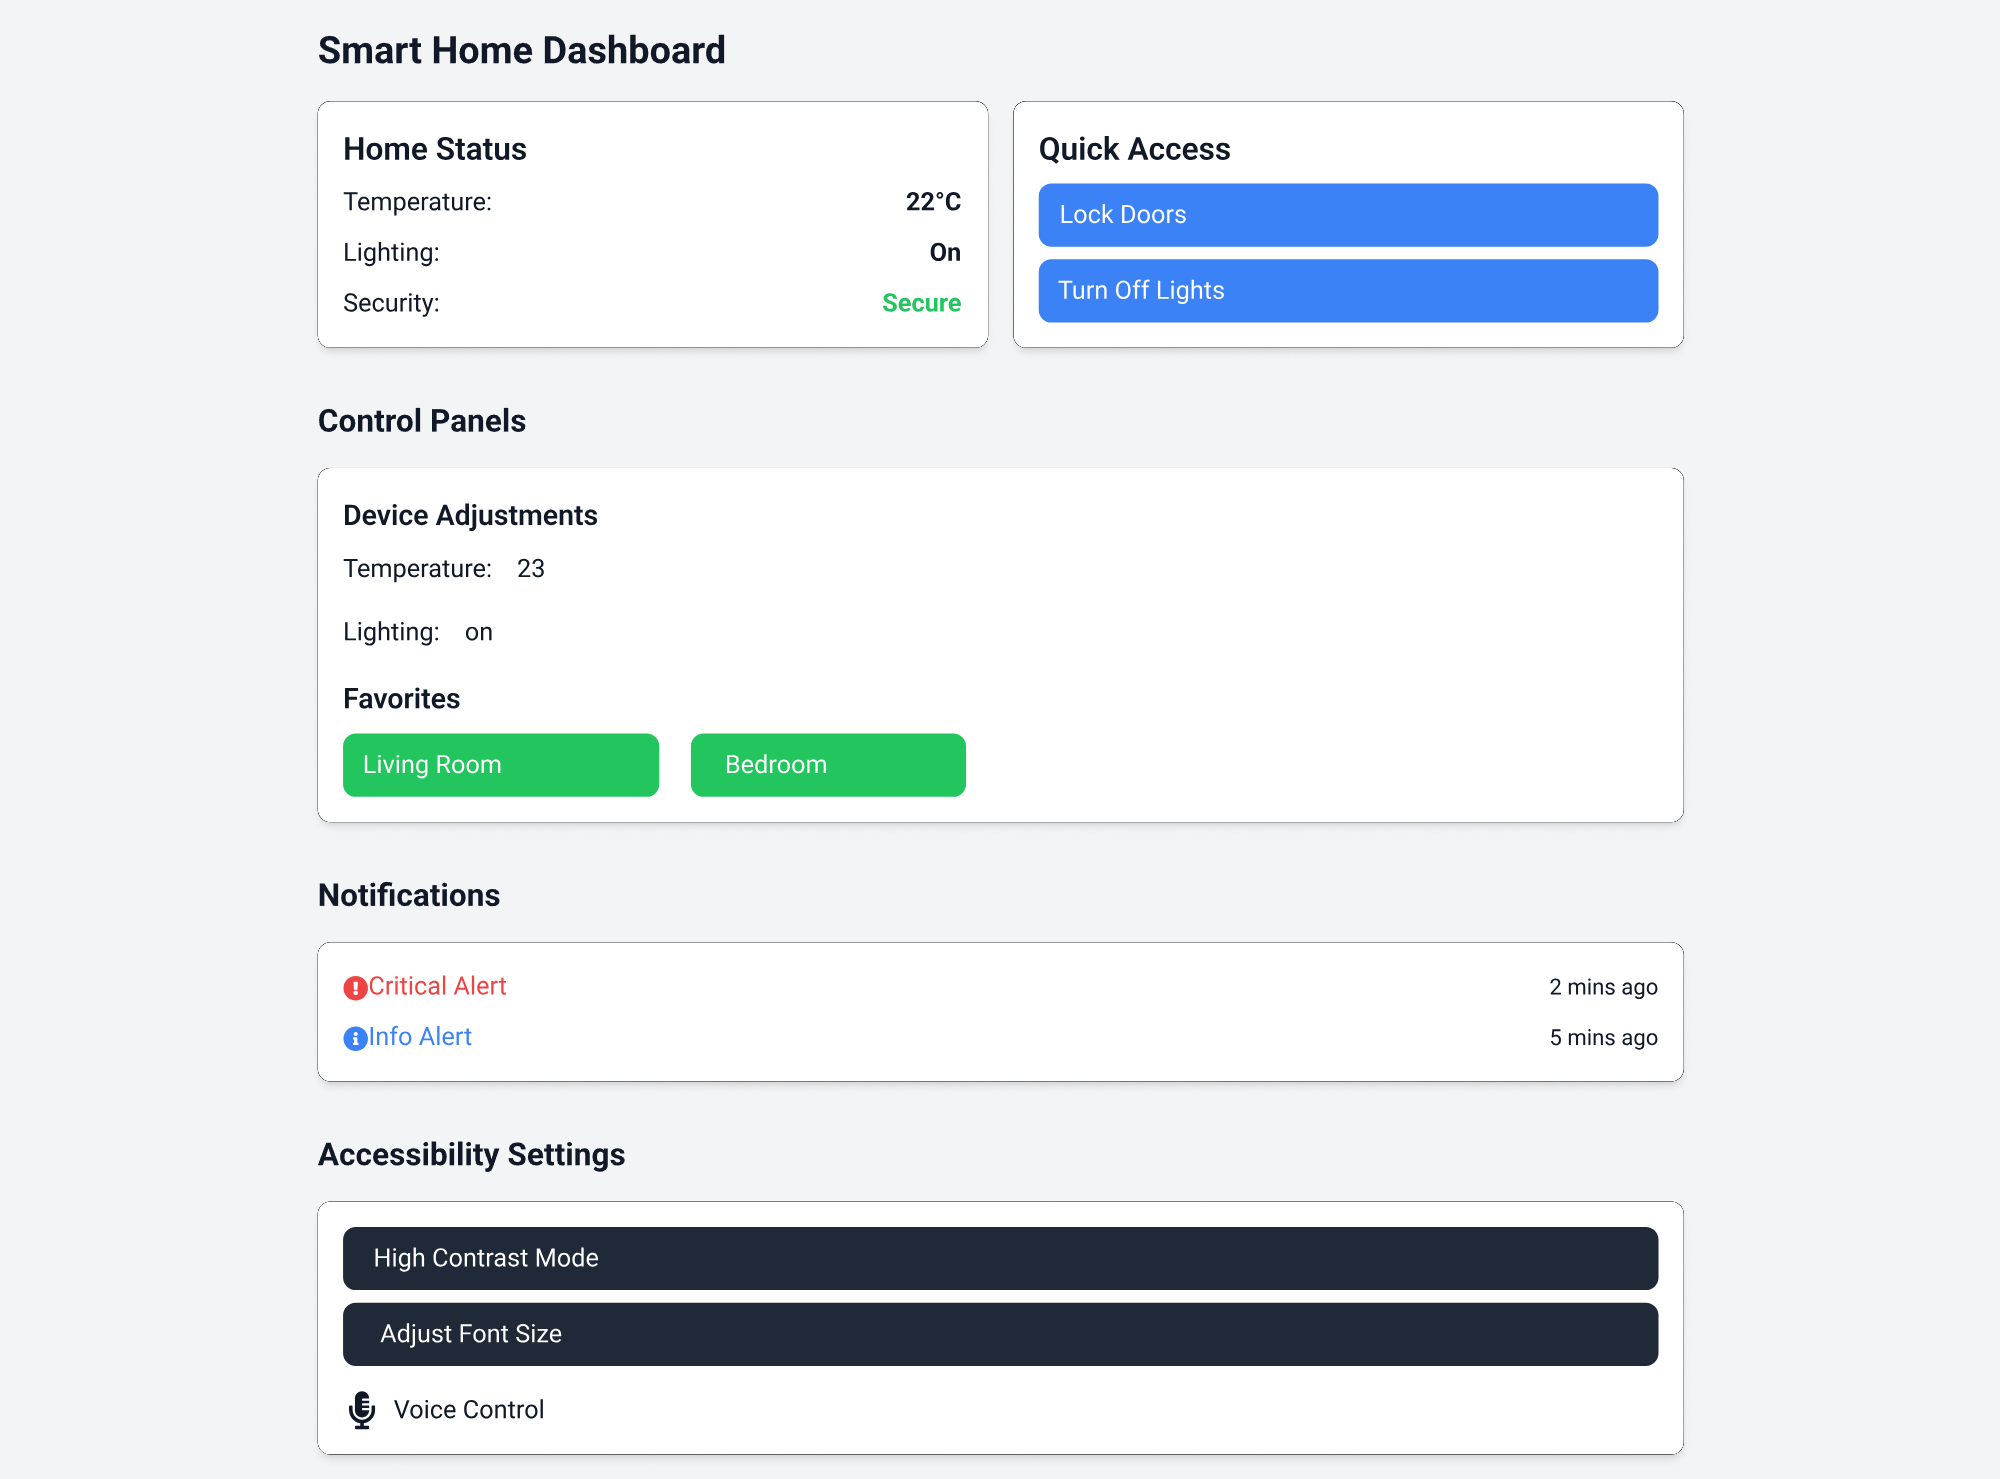 Smart Home Dashboard
Home Status
Temperature: 22°C
Lighting: On
Security: Secure
Quick Access
Lock Doors
Turn Off Lights
Control Panels
Device Adjustments
Temperature: 23
Lighting: on
Favorites
Living Room
Bedroom
Notifications
Critical Alert 2 mins ago
Info Alert 5 mins ago
Accessibility Settings
High Contrast Mode
Adjust Font Size
Voice Control